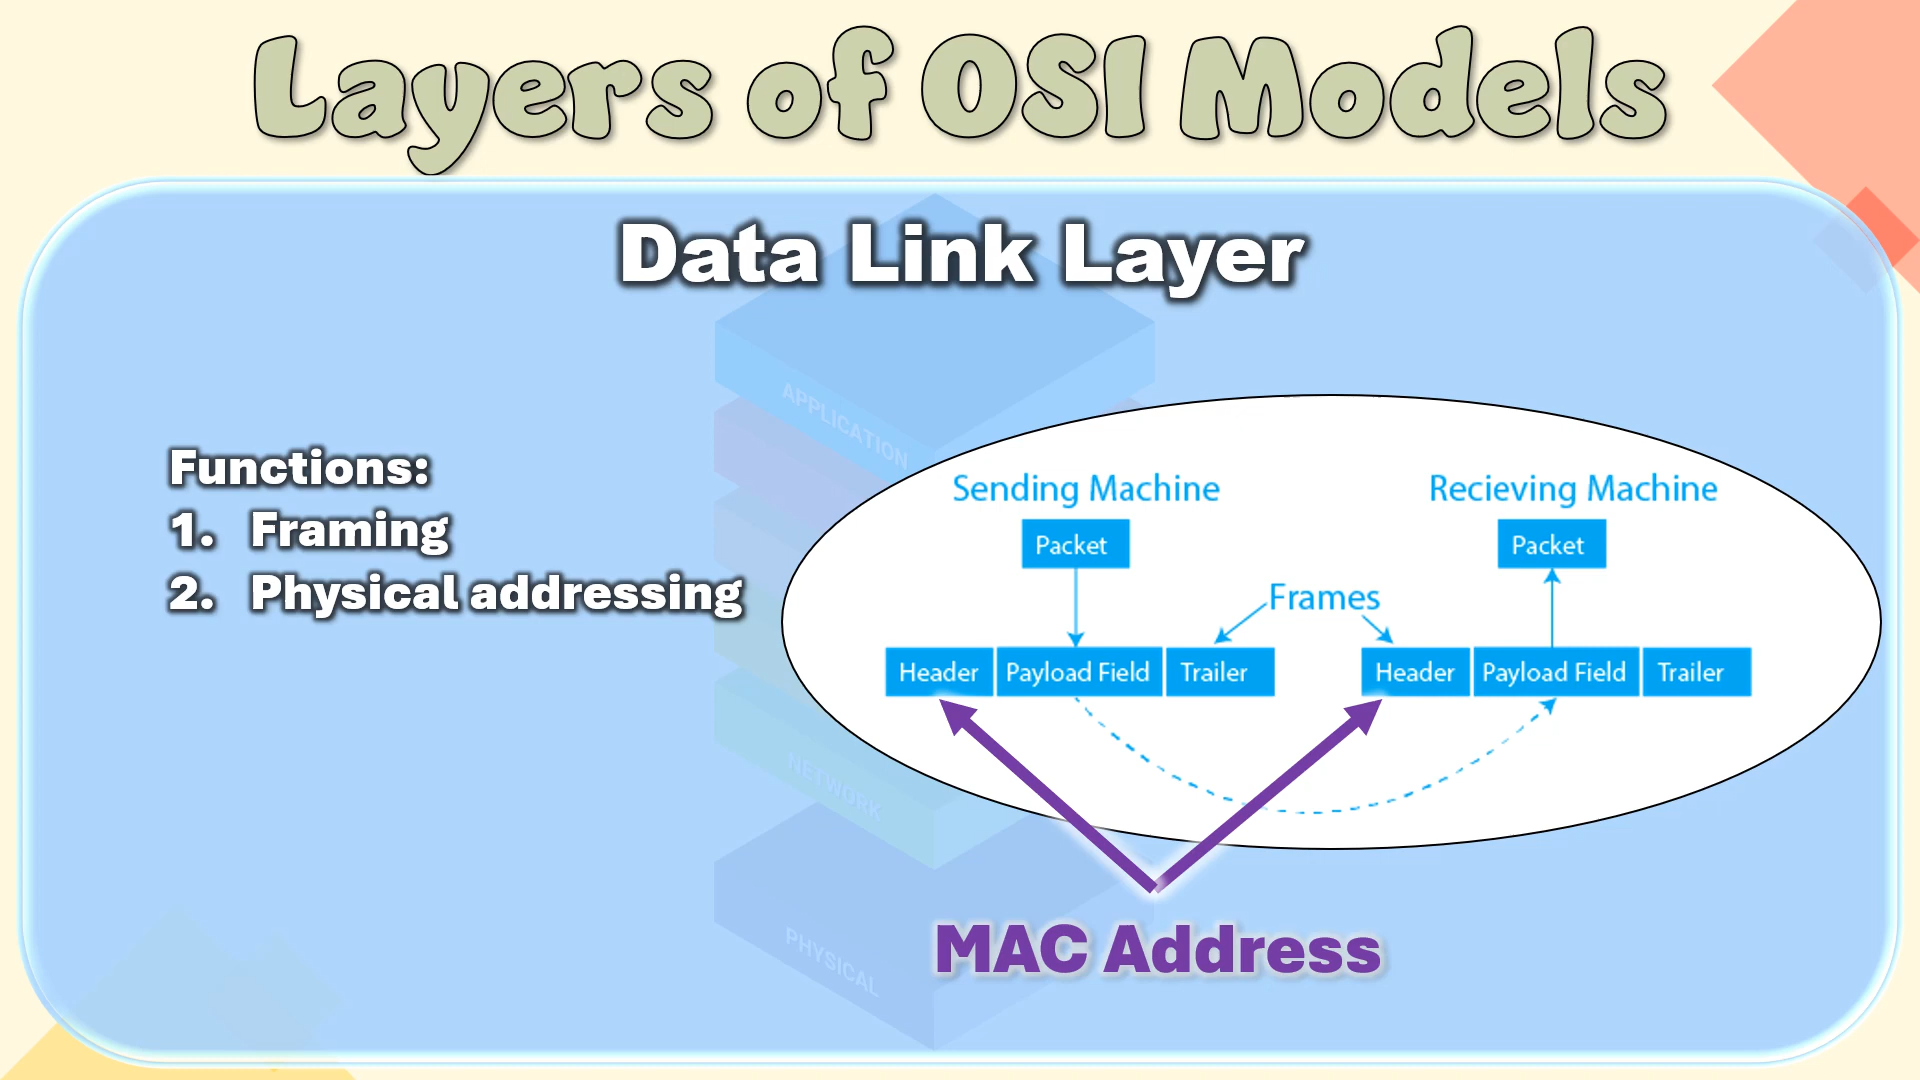 Layers of OSI Models
Data Link Layer
APPLICATION
Functions:
1. Framing
2. Physical addressing
Sending Machine
Recieving Machine
Packet
Packet
Frames
Header
Payload Field
Trailer
Header
Payload Field
Trailer
NETWORK
PHYSICAL
MAC Address